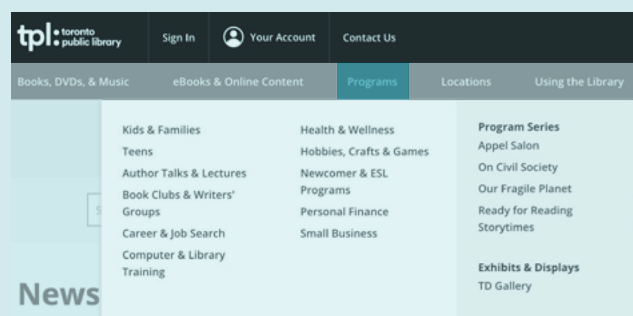 tpl: toronto
public library
Sign In
Your Account
Contact Us
Books, DVDs, & Music
eBooks & Online Content
Programs
Locations
Using the Library
Kids & Families
Teens
Author Talks & Lectures
Book Clubs & Writers'
Groups
Career & Job Search
Computer & Library
Training
Health & Wellness
Hobbies, Crafts & Games
Newcomer & ESL
Programs
Personal Finance
Small Business
Program Series
Appel Salon
On Civil Society
Our Fragile Planet
Ready for Reading
Storytimes
Exhibits & Displays
TD Gallery
News